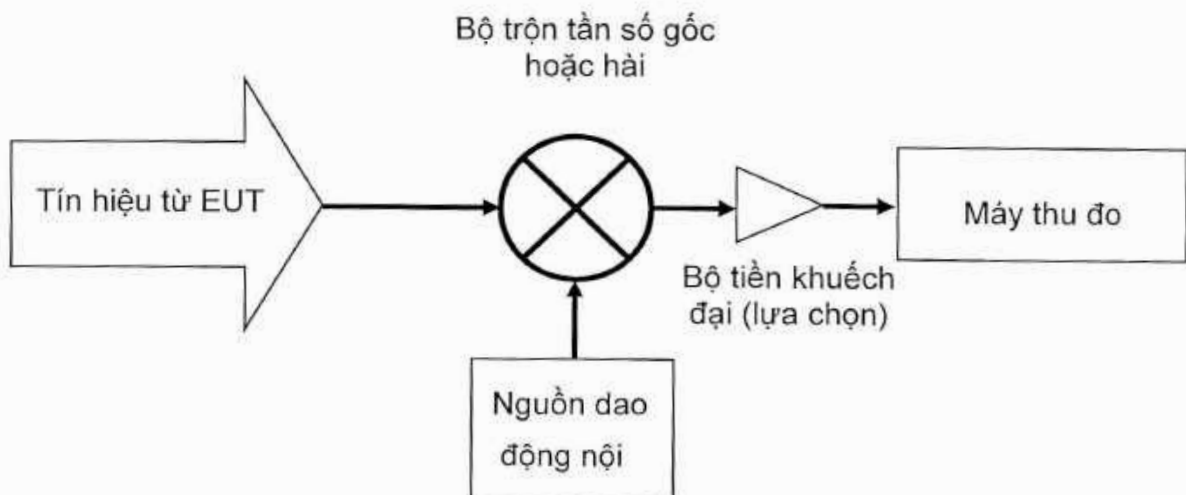 Bộ trộn tần số gốc
hoặc hài
Tín hiệu từ EUT
Máy thu đo
Bộ tiền khuếch
đại (lựa chọn)
Nguồn dao
động nội